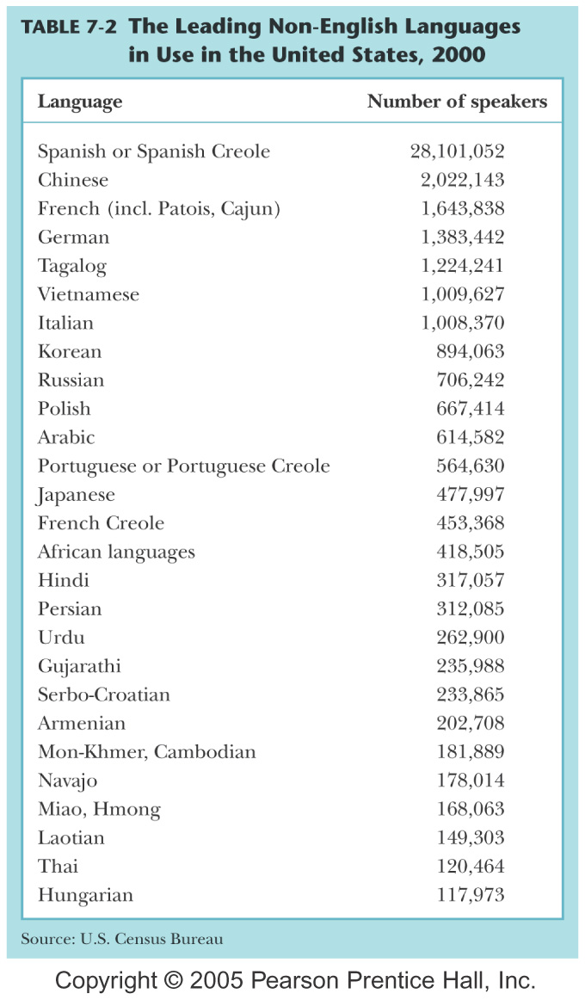 TABLE 7-2 The Leading Non-English Languages
in Use in the United States, 2000
Language Number of speakers
Spanish or Spanish Creole 28,101,052
Chinese 2,022,143
French (incl. Patois, Cajun) 1,643,838
German 1,383,442
Tagalog 1,224,241
Vietnamese 1,009,627
Italian 1,008,370
Korean 894,063
Russian 706,242
Polish 667,414
Arabic 614,582
Portuguese or Portuguese Creole 564,630
Japanese 477,997
French Creole 453,368
African languages 418,505
Hindi 317,057
Persian 312,085
Urdu 262,900
Gujarathi 235,988
Serbo-Croatian 233,865
Armenian 202,708
Mon-Khmer, Cambodian 181,889
Navajo 178,014
Miao, Hmong 168,063
Laotian 149,303
Thai 120,464
Hungarian 117,973
Source: U.S. Census Bureau
Copyright © 2005 Pearson Prentice Hall, Inc.